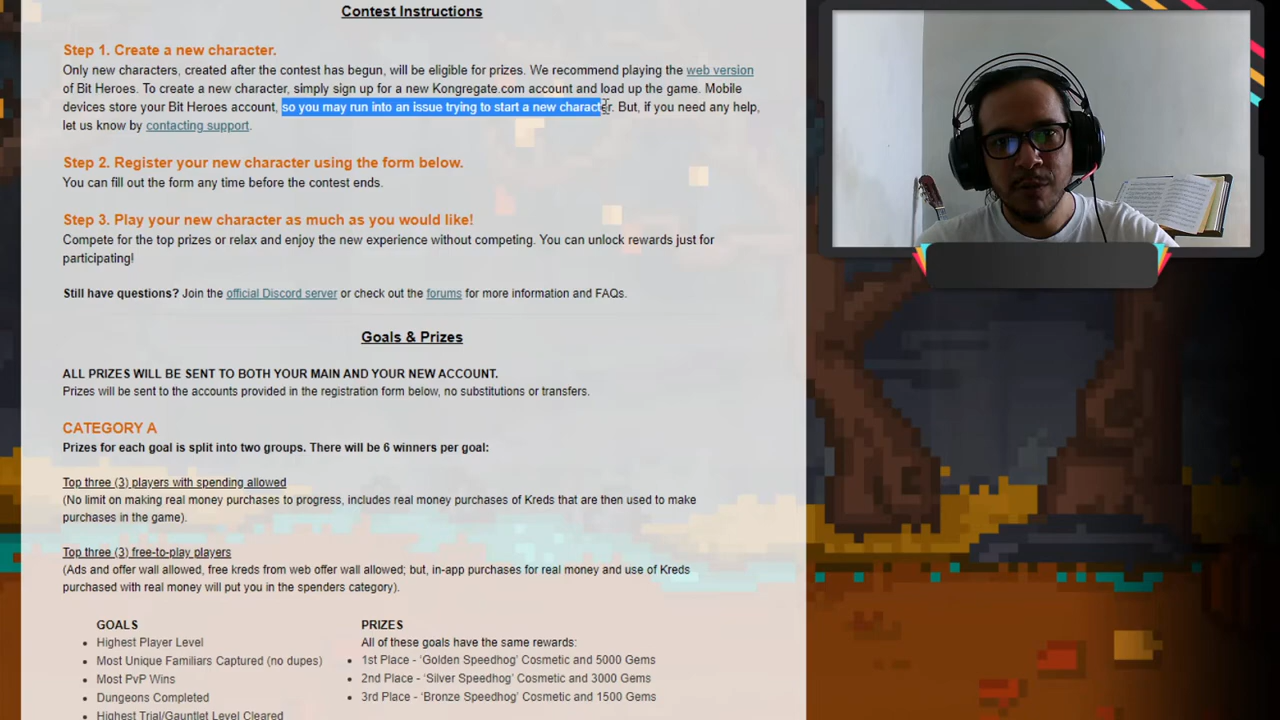 Contest Instructions
Step 1. Create a new character.
Only new characters, created after the contest has begun, will be eligible for prizes. We recommend playing the web version
of Bit Heroes. To create a new character, simply sign up for a new Kongregate.com account and load up the game. Mobile
devices store your Bit Heroes account, so you may run into an issue trying to start a new character. But, if you need any help,
let us know by contacting support.
Step 2. Register your new character using the form below.
You can fill out the form any time before the contest ends.
Step 3. Play your new character as much as you would like!
Compete for the top prizes or relax and enjoy the new experience without competing. You can unlock rewards just for
participating!
Still have questions? Join the official Discord server or check out the forums for more information and FAQs.
Goals & Prizes
ALL PRIZES WILL BE SENT TO BOTH YOUR MAIN AND YOUR NEW ACCOUNT.
Prizes will be sent to the accounts provided in the registration form below, no substitutions or transfers.
CATEGORY A
Prizes for each goal is split into two groups. There will be 6 winners per goal:
Top three (3) players with spending allowed
(No limit on making real money purchases to progress, includes real money purchases of Kreds that are then used to make
purchases in the game).
Top three (3) free-to-play players
(Ads and offer wall allowed, free kreds from web offer wall allowed; but, in-app purchases for real money and use of Kreds
purchased with real money will put you in the spenders category).
GOALS
• Highest Player Level
• Most Unique Familiars Captured (no dupes)
• Most PvP Wins
• Dungeons Completed
• Highest Trial/Gauntlet Level Cleared
PRIZES
All of these goals have the same rewards:
• 1st Place - ‘Golden Speedhog’ Cosmetic and 5000 Gems
• 2nd Place - ‘Silver Speedhog’ Cosmetic and 3000 Gems
• 3rd Place - ‘Bronze Speedhog’ Cosmetic and 1500 Gems